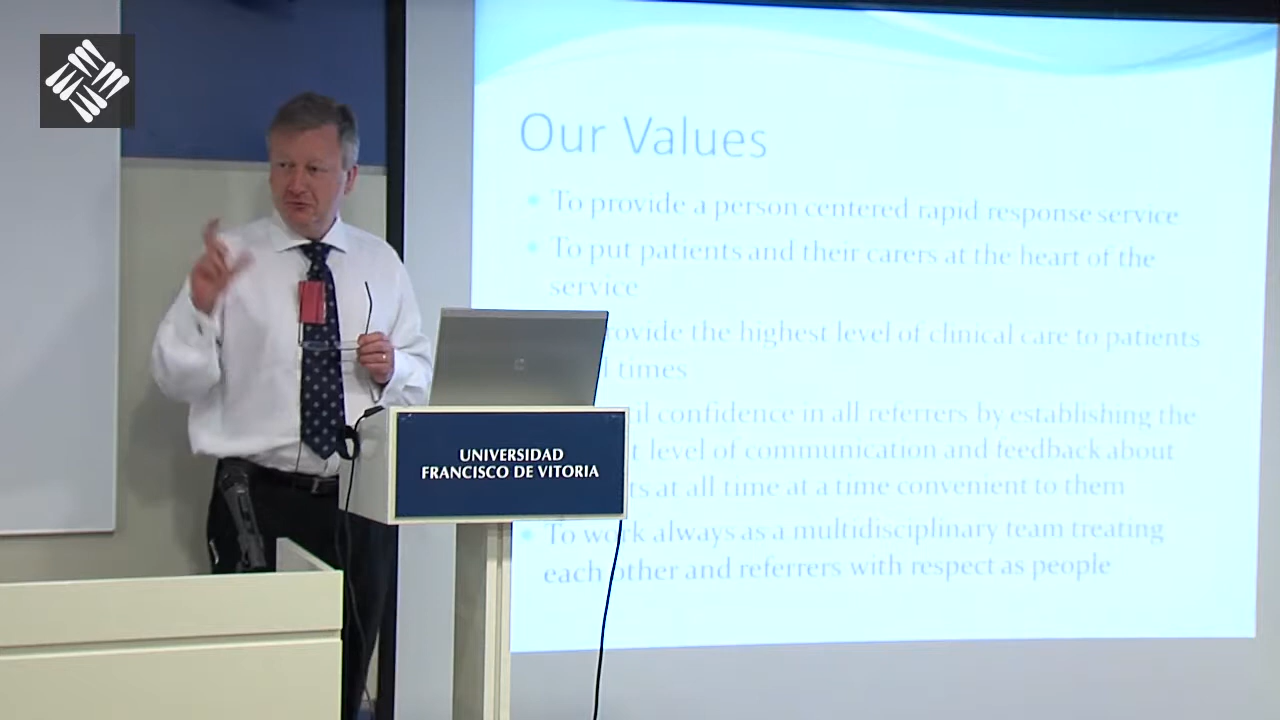 Our Values
To provide a person centered rapid response service
To put patients and their carers at the heart of the
service
the highest level of clinical care to patients
times
confidence in all referrers by establishing the
level of communication and feedback about
at all time at a time convenient to them
To work always as a multidisciplinary team treating
each other and referrers with respect as people
UNIVERSIDAD
FRANCISCO DE VITORIA